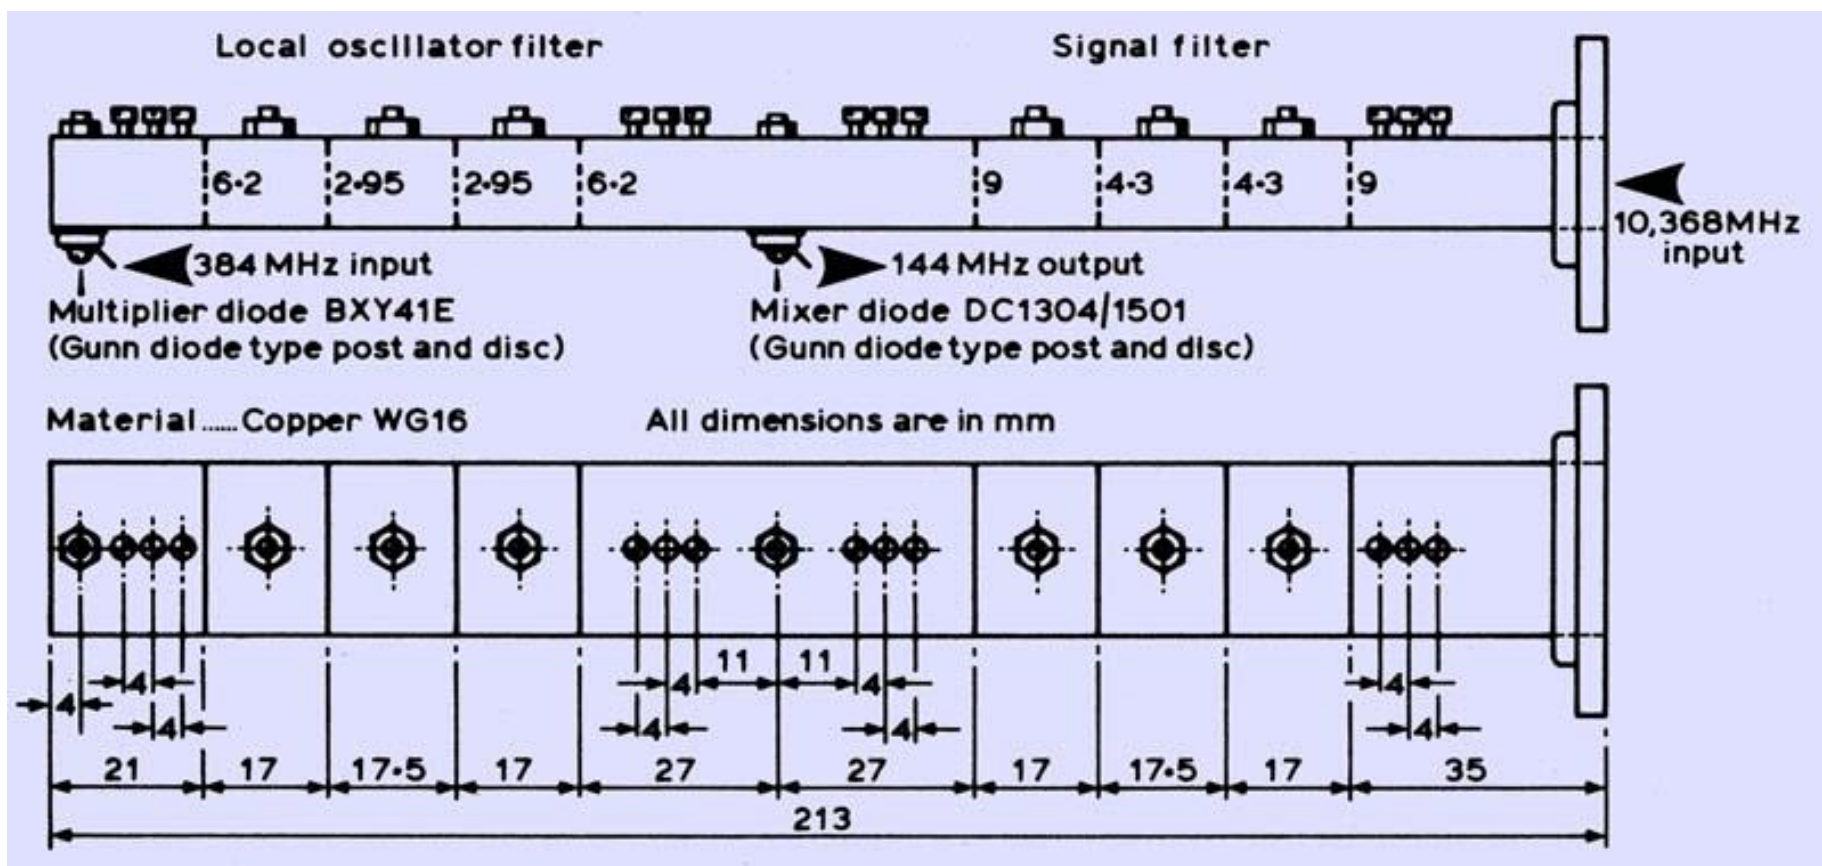 Local oscillator filter
Signal filter
6·2
2·95
2·95
6·2
9
4·3
4·3
9
10,368MHz
input
384 MHz input
144 MHz output
Multiplier diode BXY41E
(Gunn diode type post and disc)
Mixer diode DC1304/1501
(Gunn diode type post and disc)
Material ...... Copper WG16
All dimensions are in mm
11
11
4
4
4
4
4
4
4
4
4
21
17
17·5
17
27
27
17
17·5
17
35
213